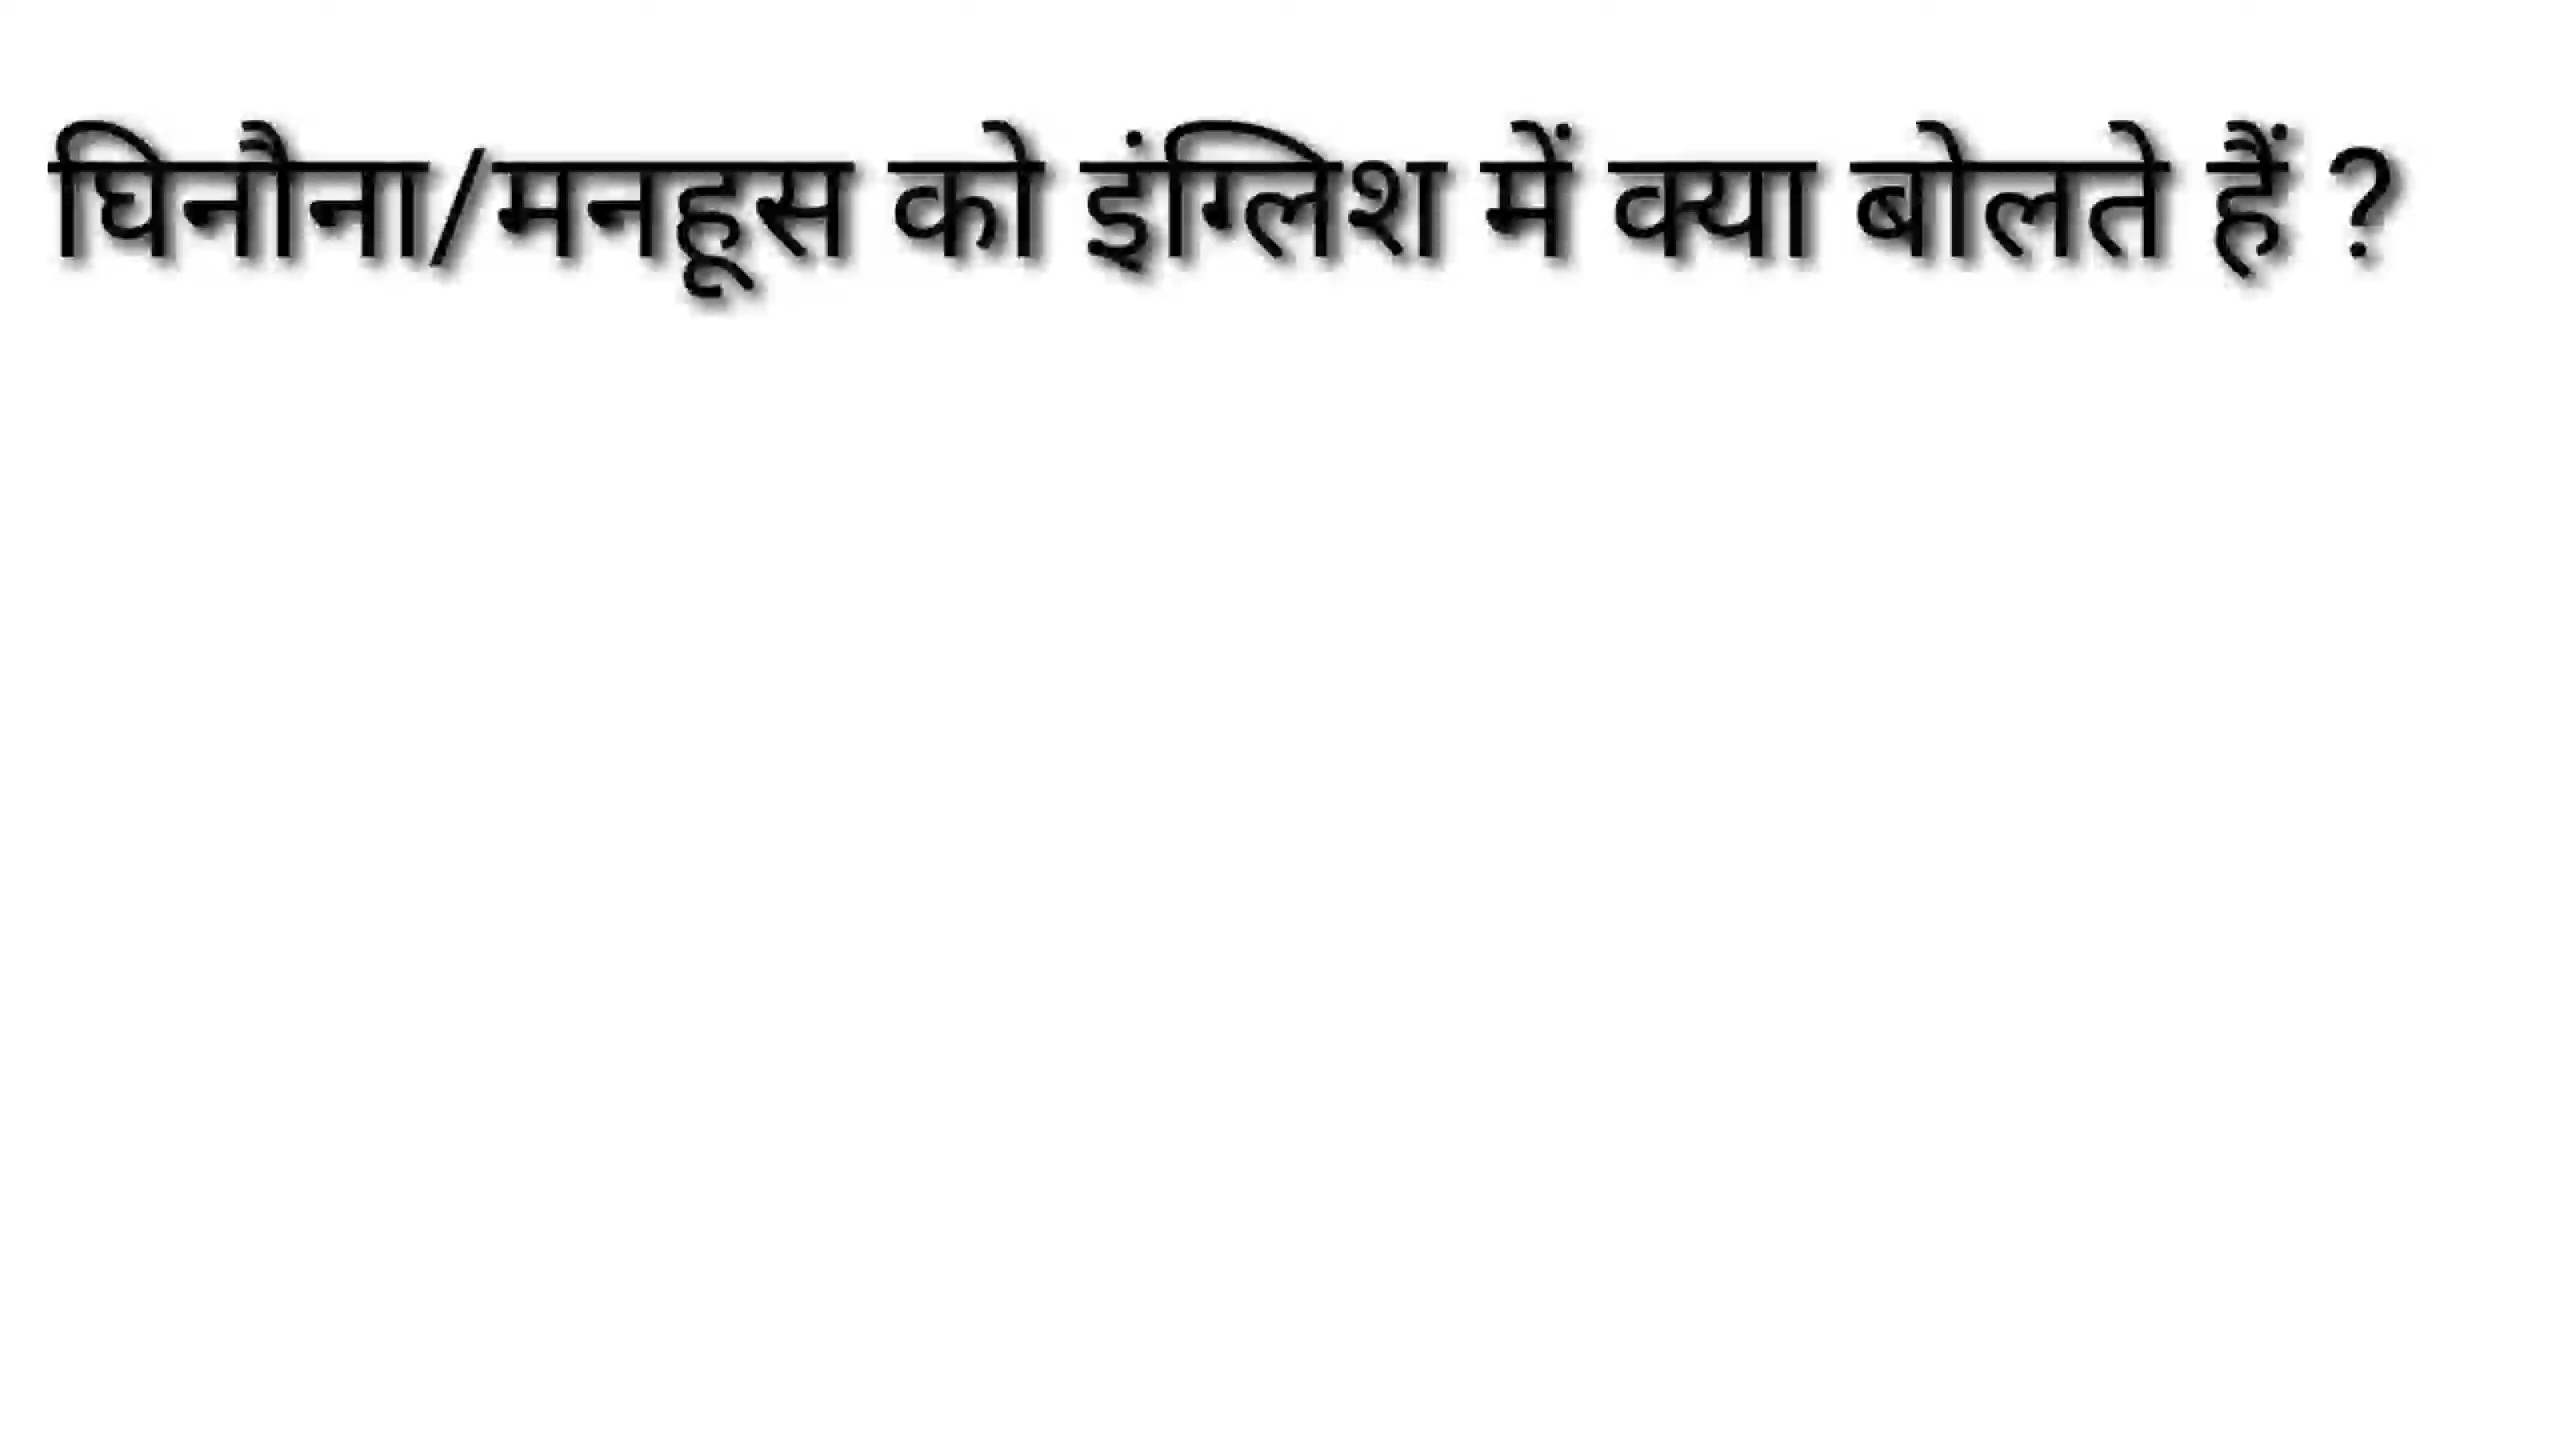 घिनौना/मनहूस को इंग्लिश में क्या बोलते हैं ?